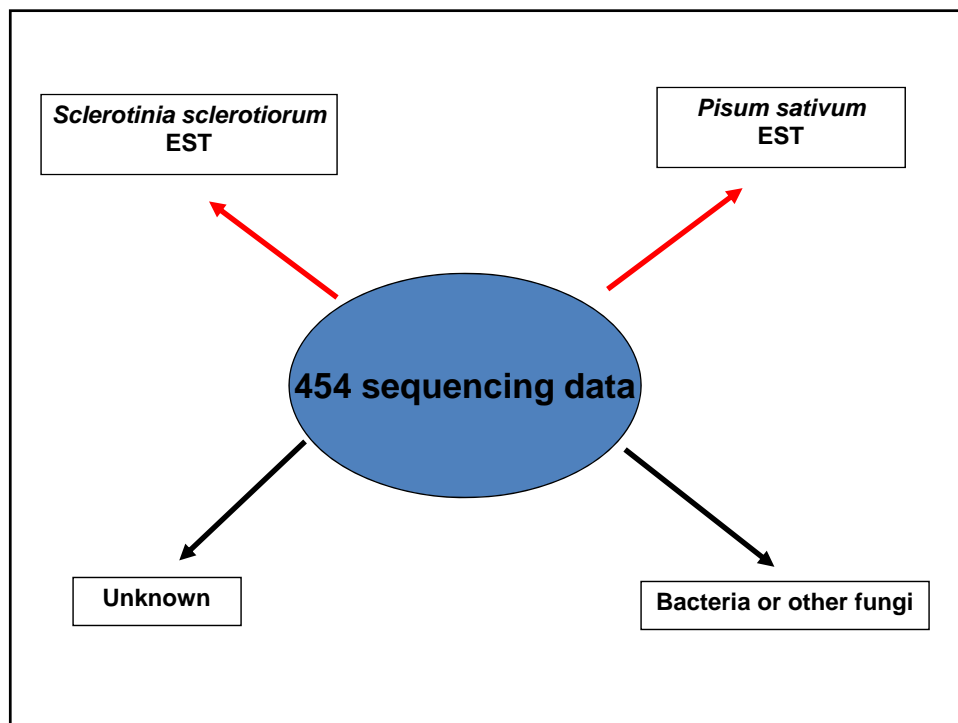 Sclerotinia sclerotiorum
EST
Pisum sativum
EST
454 sequencing data
Unknown
Bacteria or other fungi